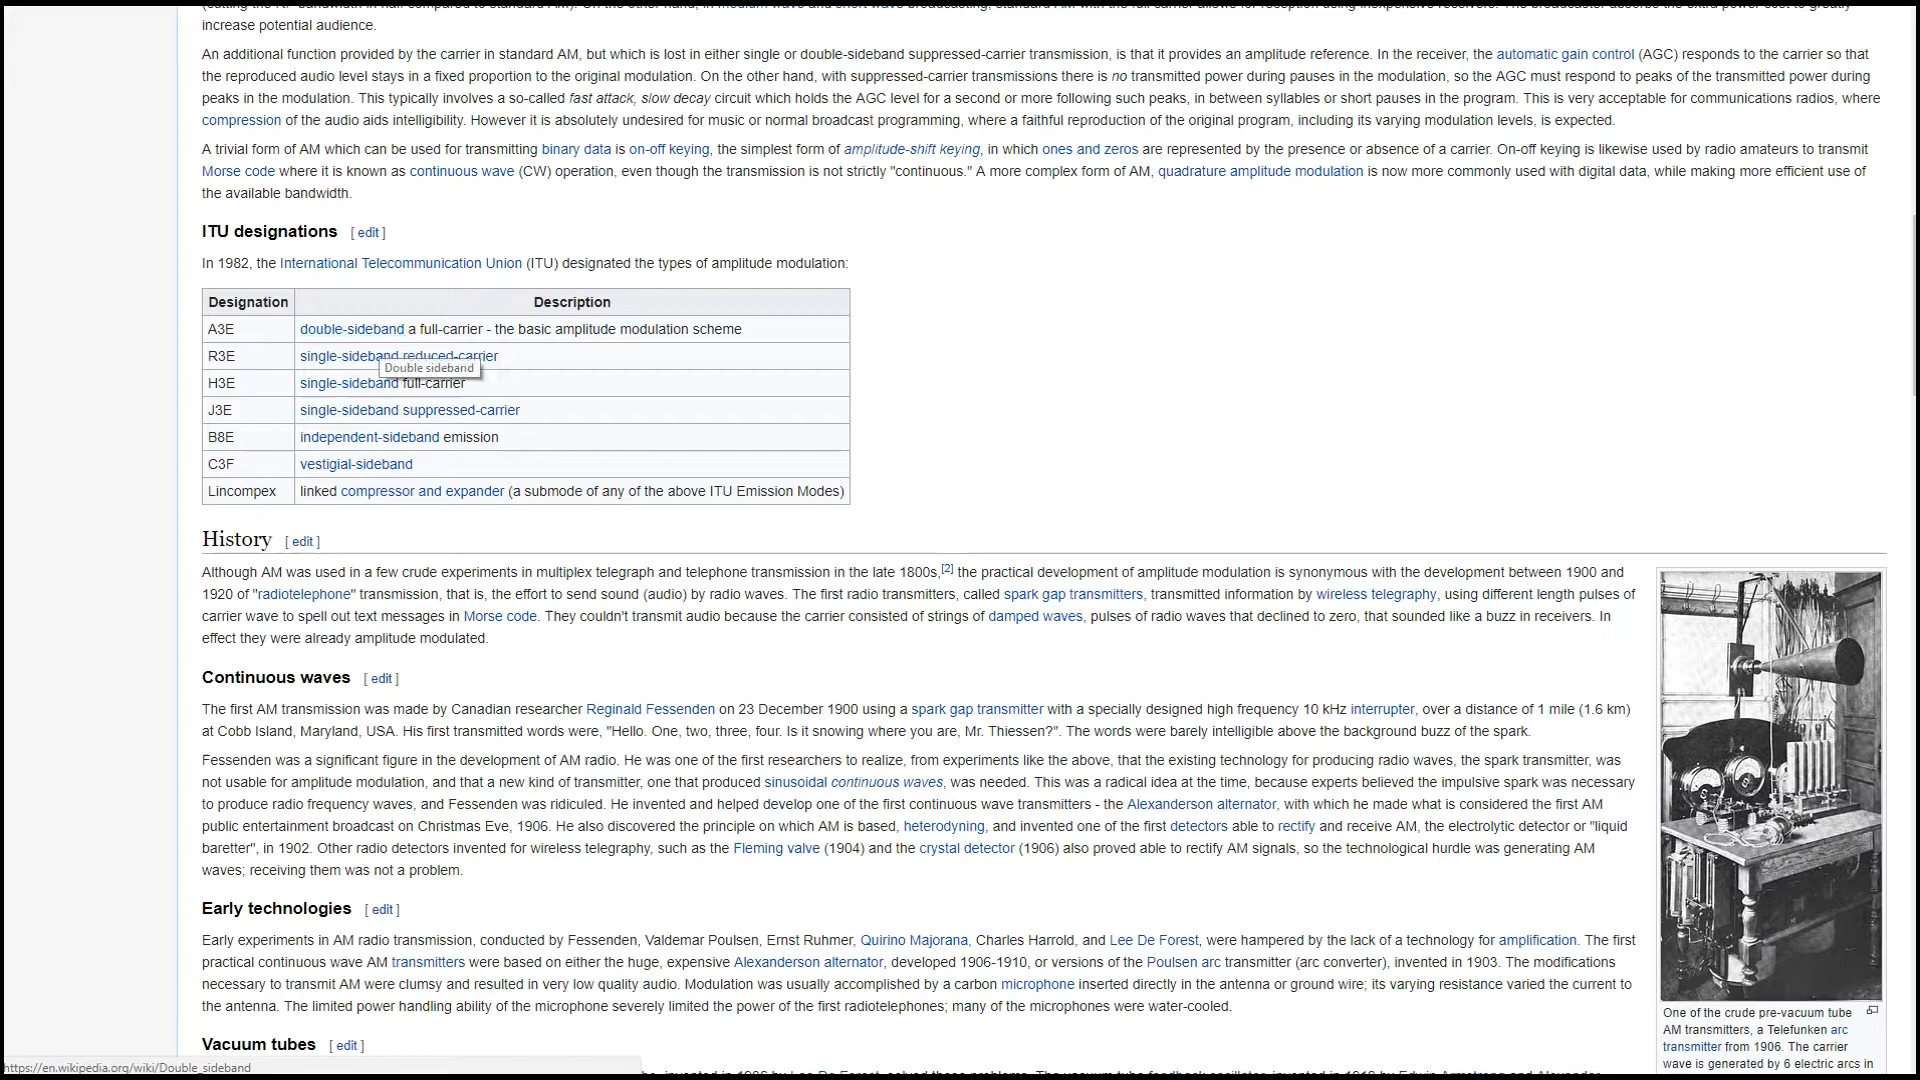 increase potential audience.
An additional function provided by the carrier in standard AM, but which is lost in either single or double-sideband suppressed-carrier transmission, is that it provides an amplitude reference. In the receiver, the automatic gain control (AGC) responds to the carrier so that
the reproduced audio level stays in a fixed proportion to the original modulation. On the other hand, with suppressed-carrier transmissions there is no transmitted power during pauses in the modulation, so the AGC must respond to peaks of the transmitted power during
peaks in the modulation. This typically involves a so-called fast attack, slow decay circuit which holds the AGC level for a second or more following such peaks, in between syllables or short pauses in the program. This is very acceptable for communications radios, where
compression of the audio aids intelligibility. However it is absolutely undesired for music or normal broadcast programming, where a faithful reproduction of the original program, including its varying modulation levels, is expected.
A trivial form of AM which can be used for transmitting binary data is on-off keying, the simplest form of amplitude-shift keying, in which ones and zeros are represented by the presence or absence of a carrier. On-off keying is likewise used by radio amateurs to transmit
Morse code where it is known as continuous wave (CW) operation, even though the transmission is not strictly "continuous." A more complex form of AM, quadrature amplitude modulation is now more commonly used with digital data, while making more efficient use of
the available bandwidth.
ITU designations [ edit ]
In 1982, the International Telecommunication Union (ITU) designated the types of amplitude modulation:
Designation Description
A3E double-sideband a full-carrier - the basic amplitude modulation scheme
R3E single-sideband reduced-carrier
Double sideband
H3E single-sideband full-carrier
J3E single-sideband suppressed-carrier
B8E independent-sideband emission
C3F vestigial-sideband
Lincompex linked compressor and expander (a submode of any of the above ITU Emission Modes)
History [ edit ]
Although AM was used in a few crude experiments in multiplex telegraph and telephone transmission in the late 1800s,[2] the practical development of amplitude modulation is synonymous with the development between 1900 and
1920 of "radiotelephone" transmission, that is, the effort to send sound (audio) by radio waves. The first radio transmitters, called spark gap transmitters, transmitted information by wireless telegraphy, using different length pulses of
carrier wave to spell out text messages in Morse code. They couldn't transmit audio because the carrier consisted of strings of damped waves, pulses of radio waves that declined to zero, that sounded like a buzz in receivers. In
effect they were already amplitude modulated.
Continuous waves [ edit ]
The first AM transmission was made by Canadian researcher Reginald Fessenden on 23 December 1900 using a spark gap transmitter with a specially designed high frequency 10 kHz interrupter, over a distance of 1 mile (1.6 km)
at Cobb Island, Maryland, USA. His first transmitted words were, "Hello. One, two, three, four. Is it snowing where you are, Mr. Thiessen?". The words were barely intelligible above the background buzz of the spark.
Fessenden was a significant figure in the development of AM radio. He was one of the first researchers to realize, from experiments like the above, that the existing technology for producing radio waves, the spark transmitter, was
not usable for amplitude modulation, and that a new kind of transmitter, one that produced sinusoidal continuous waves, was needed. This was a radical idea at the time, because experts believed the impulsive spark was necessary
to produce radio frequency waves, and Fessenden was ridiculed. He invented and helped develop one of the first continuous wave transmitters - the Alexanderson alternator, with which he made what is considered the first AM
public entertainment broadcast on Christmas Eve, 1906. He also discovered the principle on which AM is based, heterodyning, and invented one of the first detectors able to rectify and receive AM, the electrolytic detector or "liquid
baretter", in 1902. Other radio detectors invented for wireless telegraphy, such as the Fleming valve (1904) and the crystal detector (1906) also proved able to rectify AM signals, so the technological hurdle was generating AM
waves; receiving them was not a problem.
Early technologies [ edit ]
Early experiments in AM radio transmission, conducted by Fessenden, Valdemar Poulsen, Ernst Ruhmer, Quirino Majorana, Charles Harrold, and Lee De Forest, were hampered by the lack of a technology for amplification. The first
practical continuous wave AM transmitters were based on either the huge, expensive Alexanderson alternator, developed 1906-1910, or versions of the Poulsen arc transmitter (arc converter), invented in 1903. The modifications
necessary to transmit AM were clumsy and resulted in very low quality audio. Modulation was usually accomplished by a carbon microphone inserted directly in the antenna or ground wire; its varying resistance varied the current to
the antenna. The limited power handling ability of the microphone severely limited the power of the first radiotelephones; many of the microphones were water-cooled.
One of the crude pre-vacuum tube
AM transmitters, a Telefunken arc
transmitter from 1906. The carrier
wave is generated by 6 electric arcs in
Vacuum tubes [ edit ]
https://en.wikipedia.org/wiki/Double_sideband